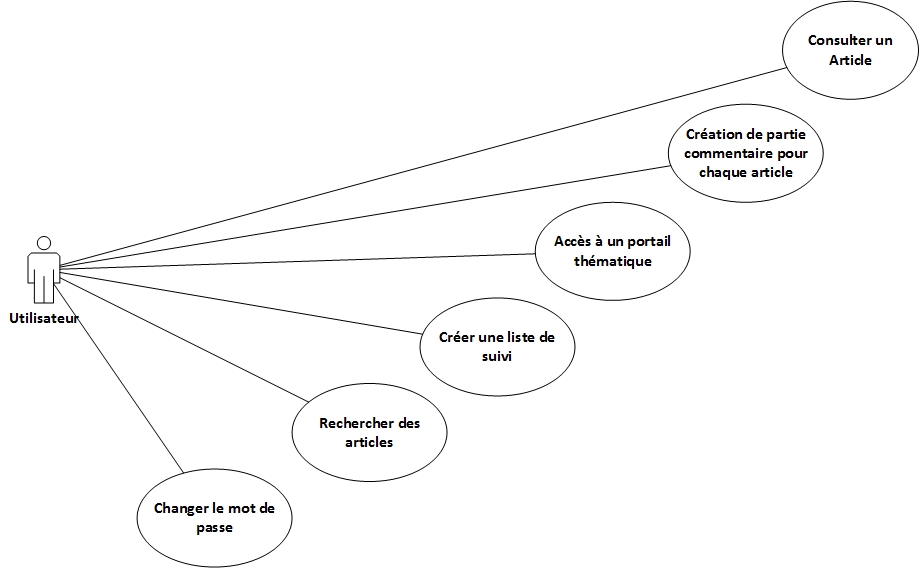 Consulter un
Article
Création de partie
commentaire pour
chaque article
Accès à un portail
thématique
Utilisateur
Créer une liste de
suivi
Rechercher des
articles
Changer le mot de
passe